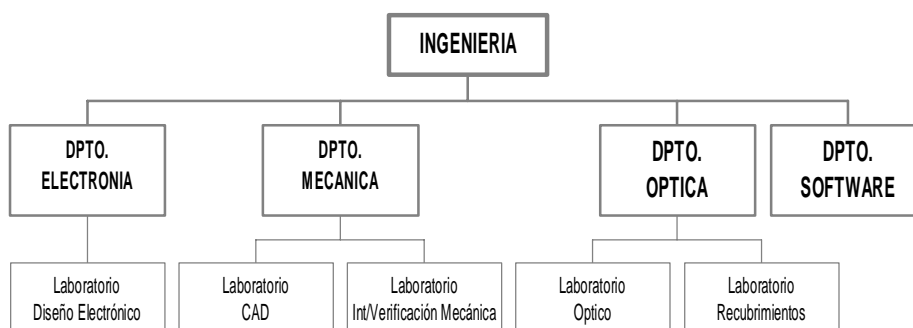 INGENIERIA
DPTO.
ELECTRONIA
DPTO.
MECANICA
DPTO.
OPTICA
DPTO.
SOFTWARE
Laboratorio
Diseño Electrónico
Laboratorio
CAD
Laboratorio
Int/Verificación Mecánica
Laboratorio
Optico
Laboratorio
Recubrimientos